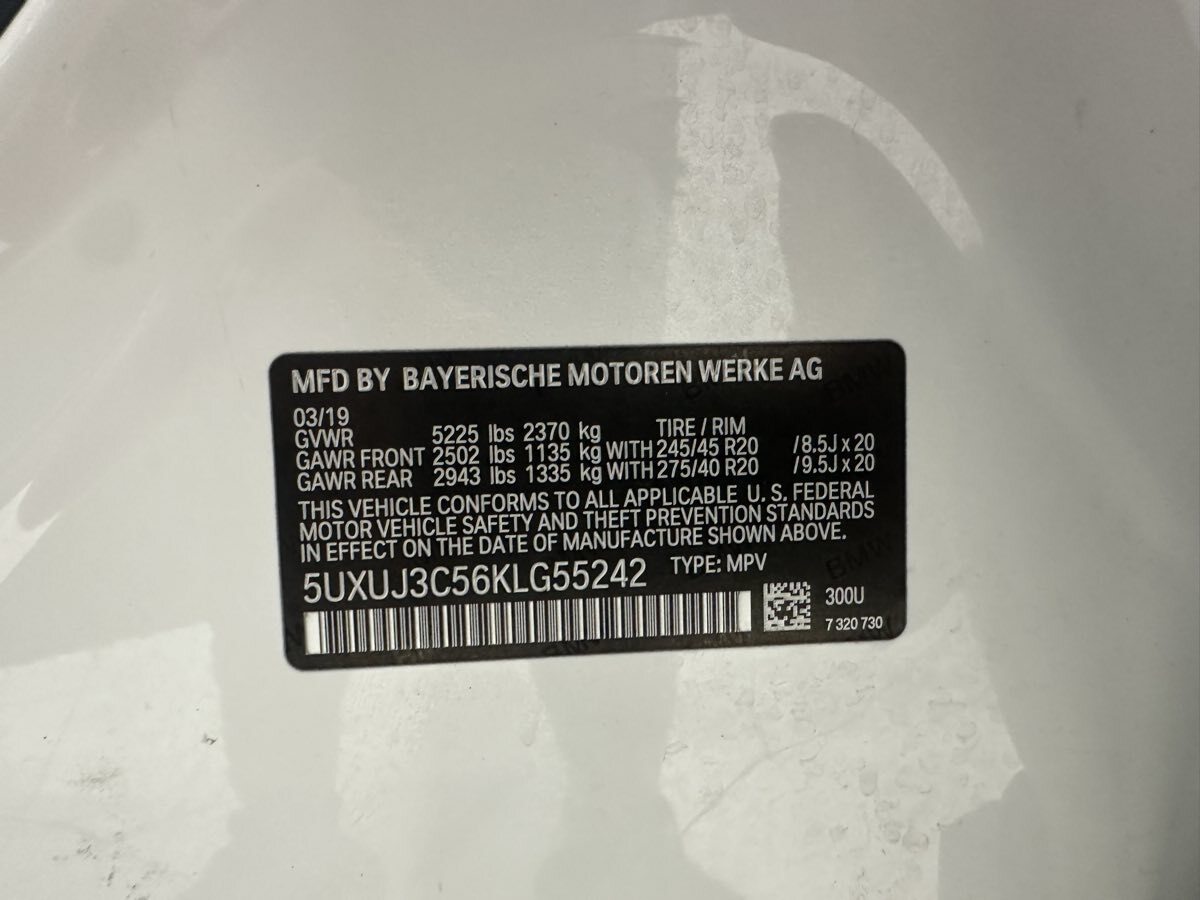 MFD BY BAYERISCHE MOTOREN WERKE AG
03/19 TIRE / RIM
GVWR 5225 lbs 2370 kg
GAWR FRONT 2502 lbs 1135 kg WITH 245/45 R20 /8.5J x 20
GAWR REAR 2943 lbs 1335 kg WITH 275/40 R20 /9.5J x 20
THIS VEHICLE CONFORMS TO ALL APPLICABLE U. S. FEDERAL
MOTOR VEHICLE SAFETY AND THEFT PREVENTION STANDARDS
IN EFFECT ON THE DATE OF MANUFACTURE SHOWN ABOVE.
5UXUJ3C56KLG55242 TYPE: MPV
300U
7 320 730